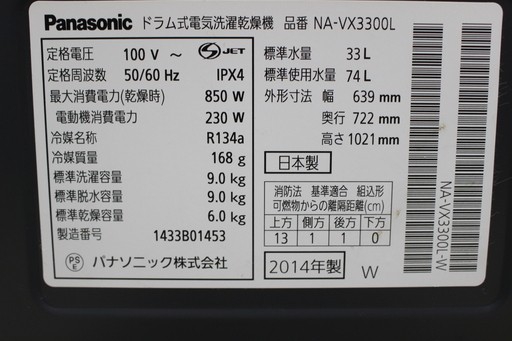 Panasonic ドラム式電気洗濯乾燥機 品番 NA-VX3300L
定格電圧 100 V ～
定格周波数 50/60 Hz IPX4
最大消費電力(乾燥時) 850 W
電動機消費電力 230 W
冷媒名称 R134a
冷媒質量 168 g
標準洗濯容量 9.0 kg
標準脱水容量 9.0 kg
標準乾燥容量 6.0 kg
製造番号 1433B01453
PS E パナソニック株式会社
S JET
標準水量 33 L
標準使用水量 74 L
外形寸法 幅 639 mm
奥行 722 mm
高さ 1021 mm
日本製
消防法 基準適合 組込形
可燃物からの離隔距離(cm)
上方 側方 後方 下方
13 1 1 0
2014年製 W
NA-VX3300L-W